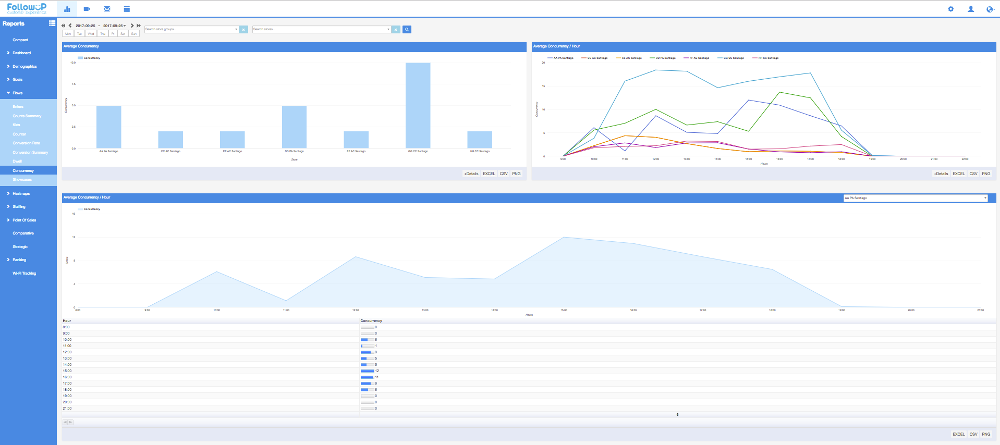 FollowUP
customer experience
Reports
Compact
Dashboard
Demographics
Goals
Flows
Enters
Counts Summary
Kids
Counter
Conversion Rate
Conversion Summary
Dwell
Concurrency
Showcases
Heatmaps
Staffing
Point Of Sales
Comparative
Strategic
Ranking
Wi-Fi Tracking
2017-09-25 - 2017-09-25
Mon Tue Wed Thu Fr Sat Sun
Search store groups...
Search stores...
Average Concurrency
Concurrency
10.0
7.5
5.0
2.5
0.0
Concurrency
AA PA Santiago CC AC Santiago EE AC Santiago DD PA Santiago FF AC Santiago GG CC Santiago HH CC Santiago
Store
+Details EXCEL CSV PNG
Average Concurrency / Hour
AA PA Santiago CC AC Santiago EE AC Santiago DD PA Santiago FF AC Santiago GG CC Santiago HH CC Santiago
20
15
10
5
0
Concurrency
9:00 10:00 11:00 12:00 13:00 14:00 15:00 16:00 17:00 18:00 19:00 20:00 21:00 22:00
Hours
+Details EXCEL CSV PNG
Average Concurrency / Hour
AA PA Santiago
Concurrency
16
12
8
4
0
Enters
8:00 9:00 10:00 11:00 12:00 13:00 14:00 15:00 16:00 17:00 18:00 19:00 20:00 21:00
Hours
Hour Concurrency
8:00 0
9:00 0
10:00 6
11:00 1
12:00 9
13:00 5
14:00 5
15:00 12
16:00 11
17:00 9
18:00 6
19:00 0
20:00 0
21:00 0
6
EXCEL CSV PNG